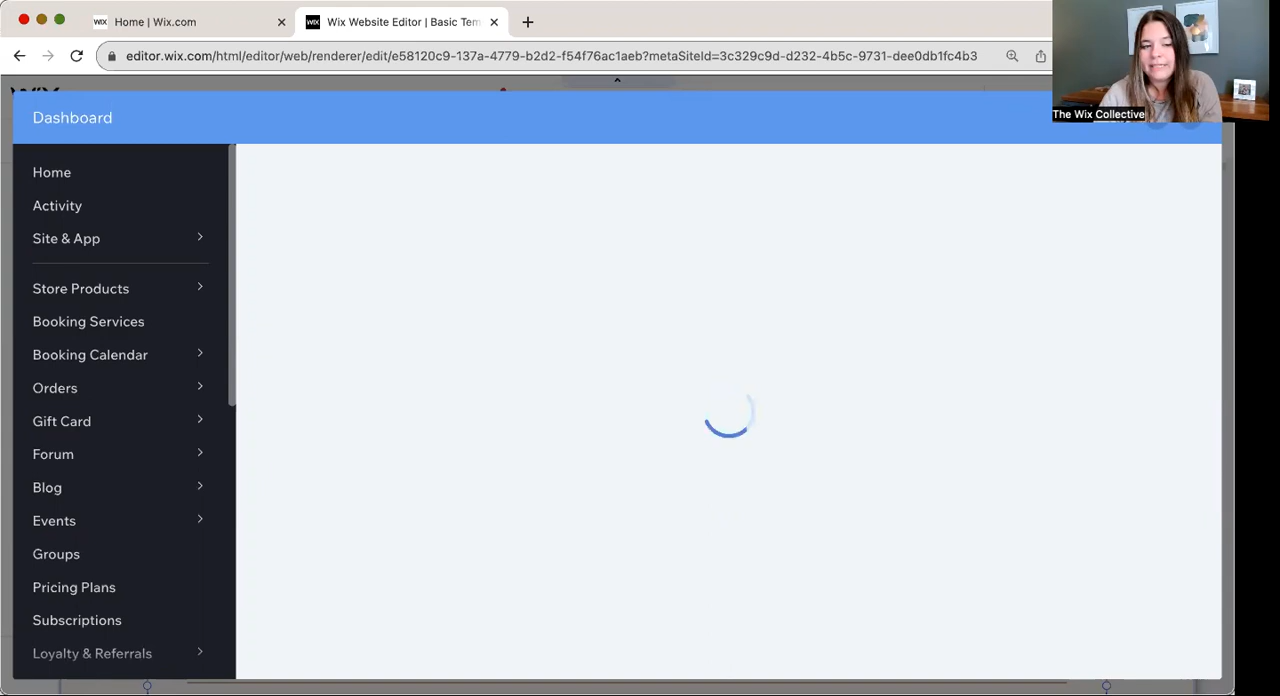 WIX
Home | Wix.com
WIX
Wix Website Editor | Basic Tem
editor.wix.com/html/editor/web/renderer/edit/e58120c9-137a-4779-b2d2-f54f76ac1aeb?metaSiteId=3c329c9d-d232-4b5c-9731-dee0db1fc4b3
The Wix Collective
Dashboard
Home
Activity
Site & App
Store Products
Booking Services
Booking Calendar
Orders
Gift Card
Forum
Blog
Events
Groups
Pricing Plans
Subscriptions
Loyalty & Referrals